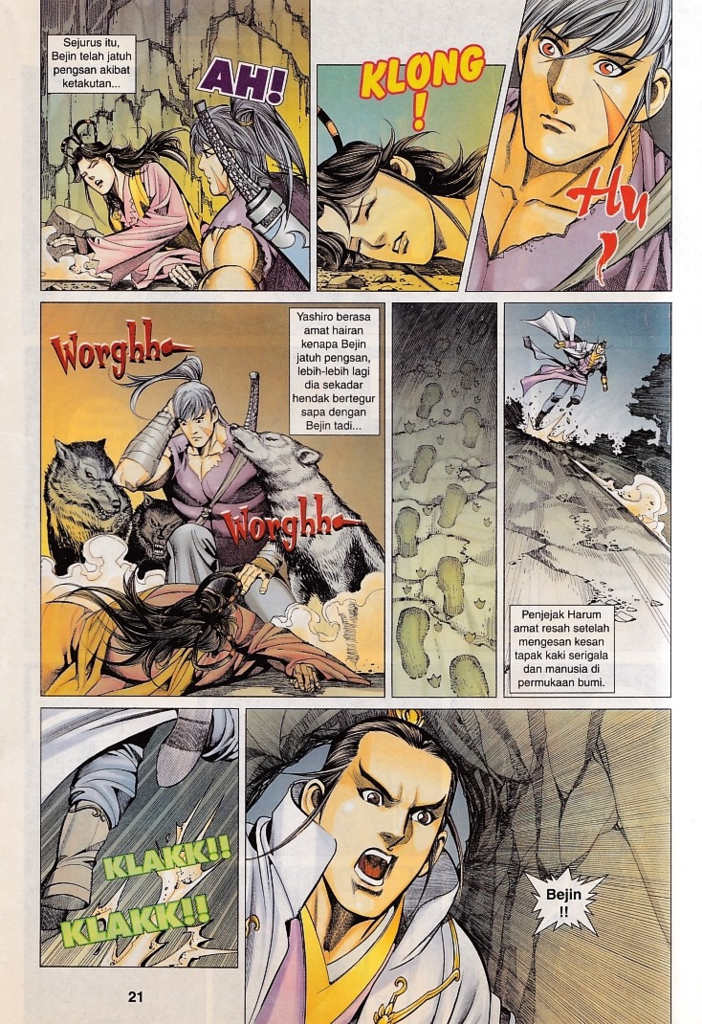 Sejurus itu,
Bejin telah jatuh
pengsan akibat
ketakutan...
AH!
KLONG
!
Hu
!
Worghh
Yashiro berasa
amat hairan
kenapa Bejin
jatuh pengsan,
lebih-lebih lagi
dia sekadar
hendak bertegur
sapa dengan
Bejin tadi...
Worghh
Penjejak Harum
amat resah setelah
mengesan kesan
tapak kaki serigala
dan manusia di
permukaan bumi.
KLAKK!!
KLAKK!!
Bejin
!!
21